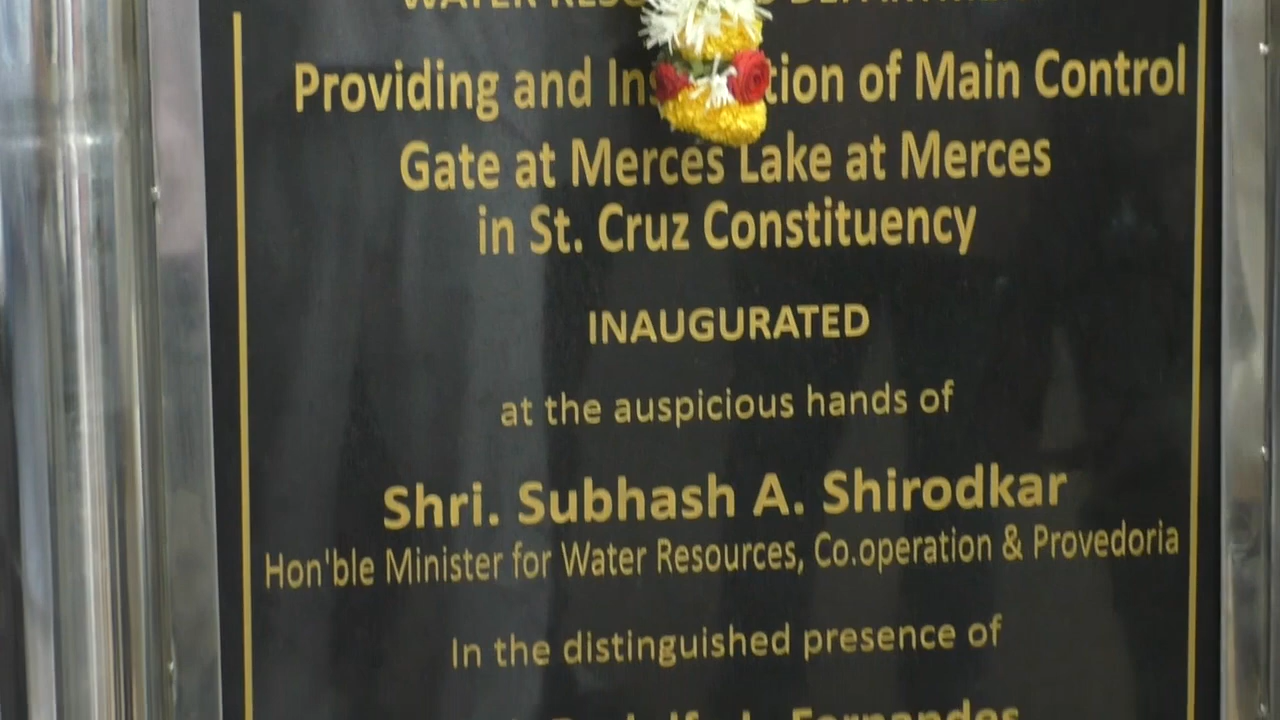 WATER
Providing and of Main Control
Gate at Merces Lake at Merces
in St. Cruz Constituency
INAUGURATED
at the auspicious hands of
Shri. Subhash A. Shirodkar
Hon'ble Minister for Water Resources, Co.operation & Provedoria
In the distinguished presence of
Fernandes